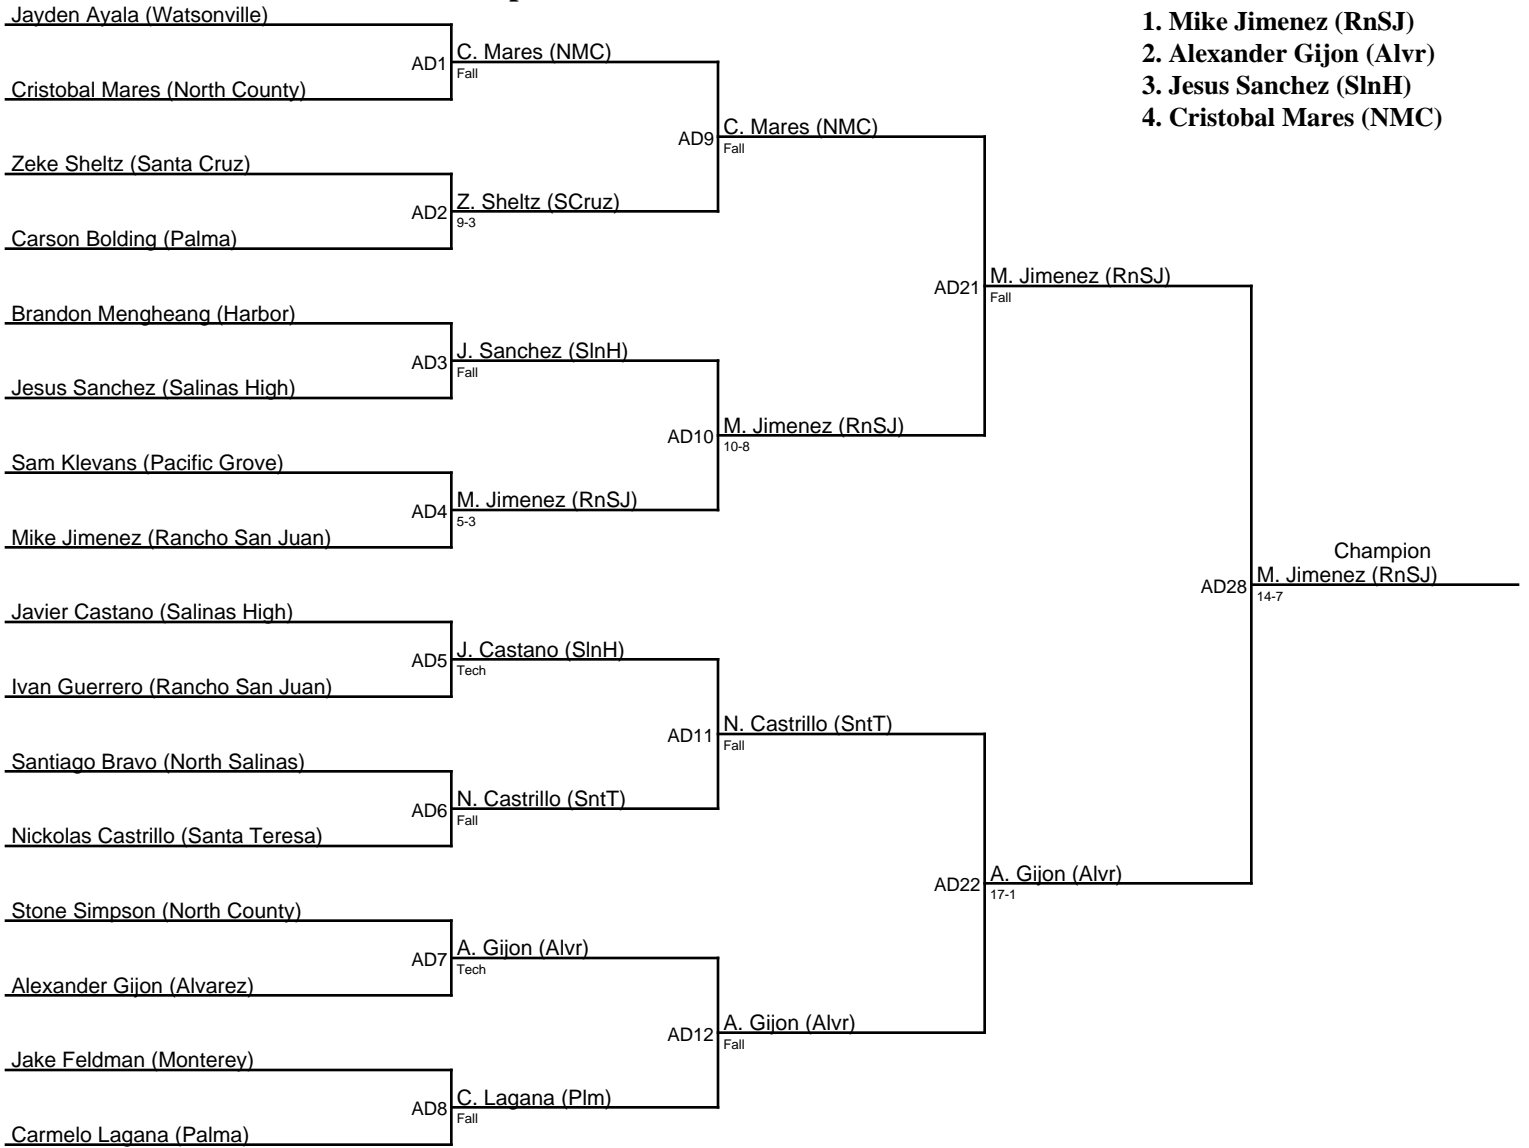 Jayden Ayala (Watsonville)
AD1
C. Mares (NMC)
Fall
Cristobal Mares (North County)
AD9
C. Mares (NMC)
Fall
Zeke Sheltz (Santa Cruz)
AD2
Z. Sheltz (SCruz)
9-3
Carson Bolding (Palma)
AD21
M. Jimenez (RnSJ)
Fall
Brandon Mengheang (Harbor)
AD3
J. Sanchez (SlnH)
Fall
Jesus Sanchez (Salinas High)
AD10
M. Jimenez (RnSJ)
10-8
Sam Klevans (Pacific Grove)
AD4
M. Jimenez (RnSJ)
5-3
Mike Jimenez (Rancho San Juan)
Champion
AD28
M. Jimenez (RnSJ)
14-7
Javier Castano (Salinas High)
AD5
J. Castano (SlnH)
Tech
Ivan Guerrero (Rancho San Juan)
AD11
N. Castrillo (SntT)
Fall
Santiago Bravo (North Salinas)
AD6
N. Castrillo (SntT)
Fall
Nickolas Castrillo (Santa Teresa)
AD22
A. Gijon (Alvr)
17-1
Stone Simpson (North County)
AD7
A. Gijon (Alvr)
Tech
Alexander Gijon (Alvarez)
AD12
A. Gijon (Alvr)
Fall
Jake Feldman (Monterey)
AD8
C. Lagana (Plm)
Fall
Carmelo Lagana (Palma)
1. Mike Jimenez (RnSJ)
2. Alexander Gijon (Alvr)
3. Jesus Sanchez (SlnH)
4. Cristobal Mares (NMC)